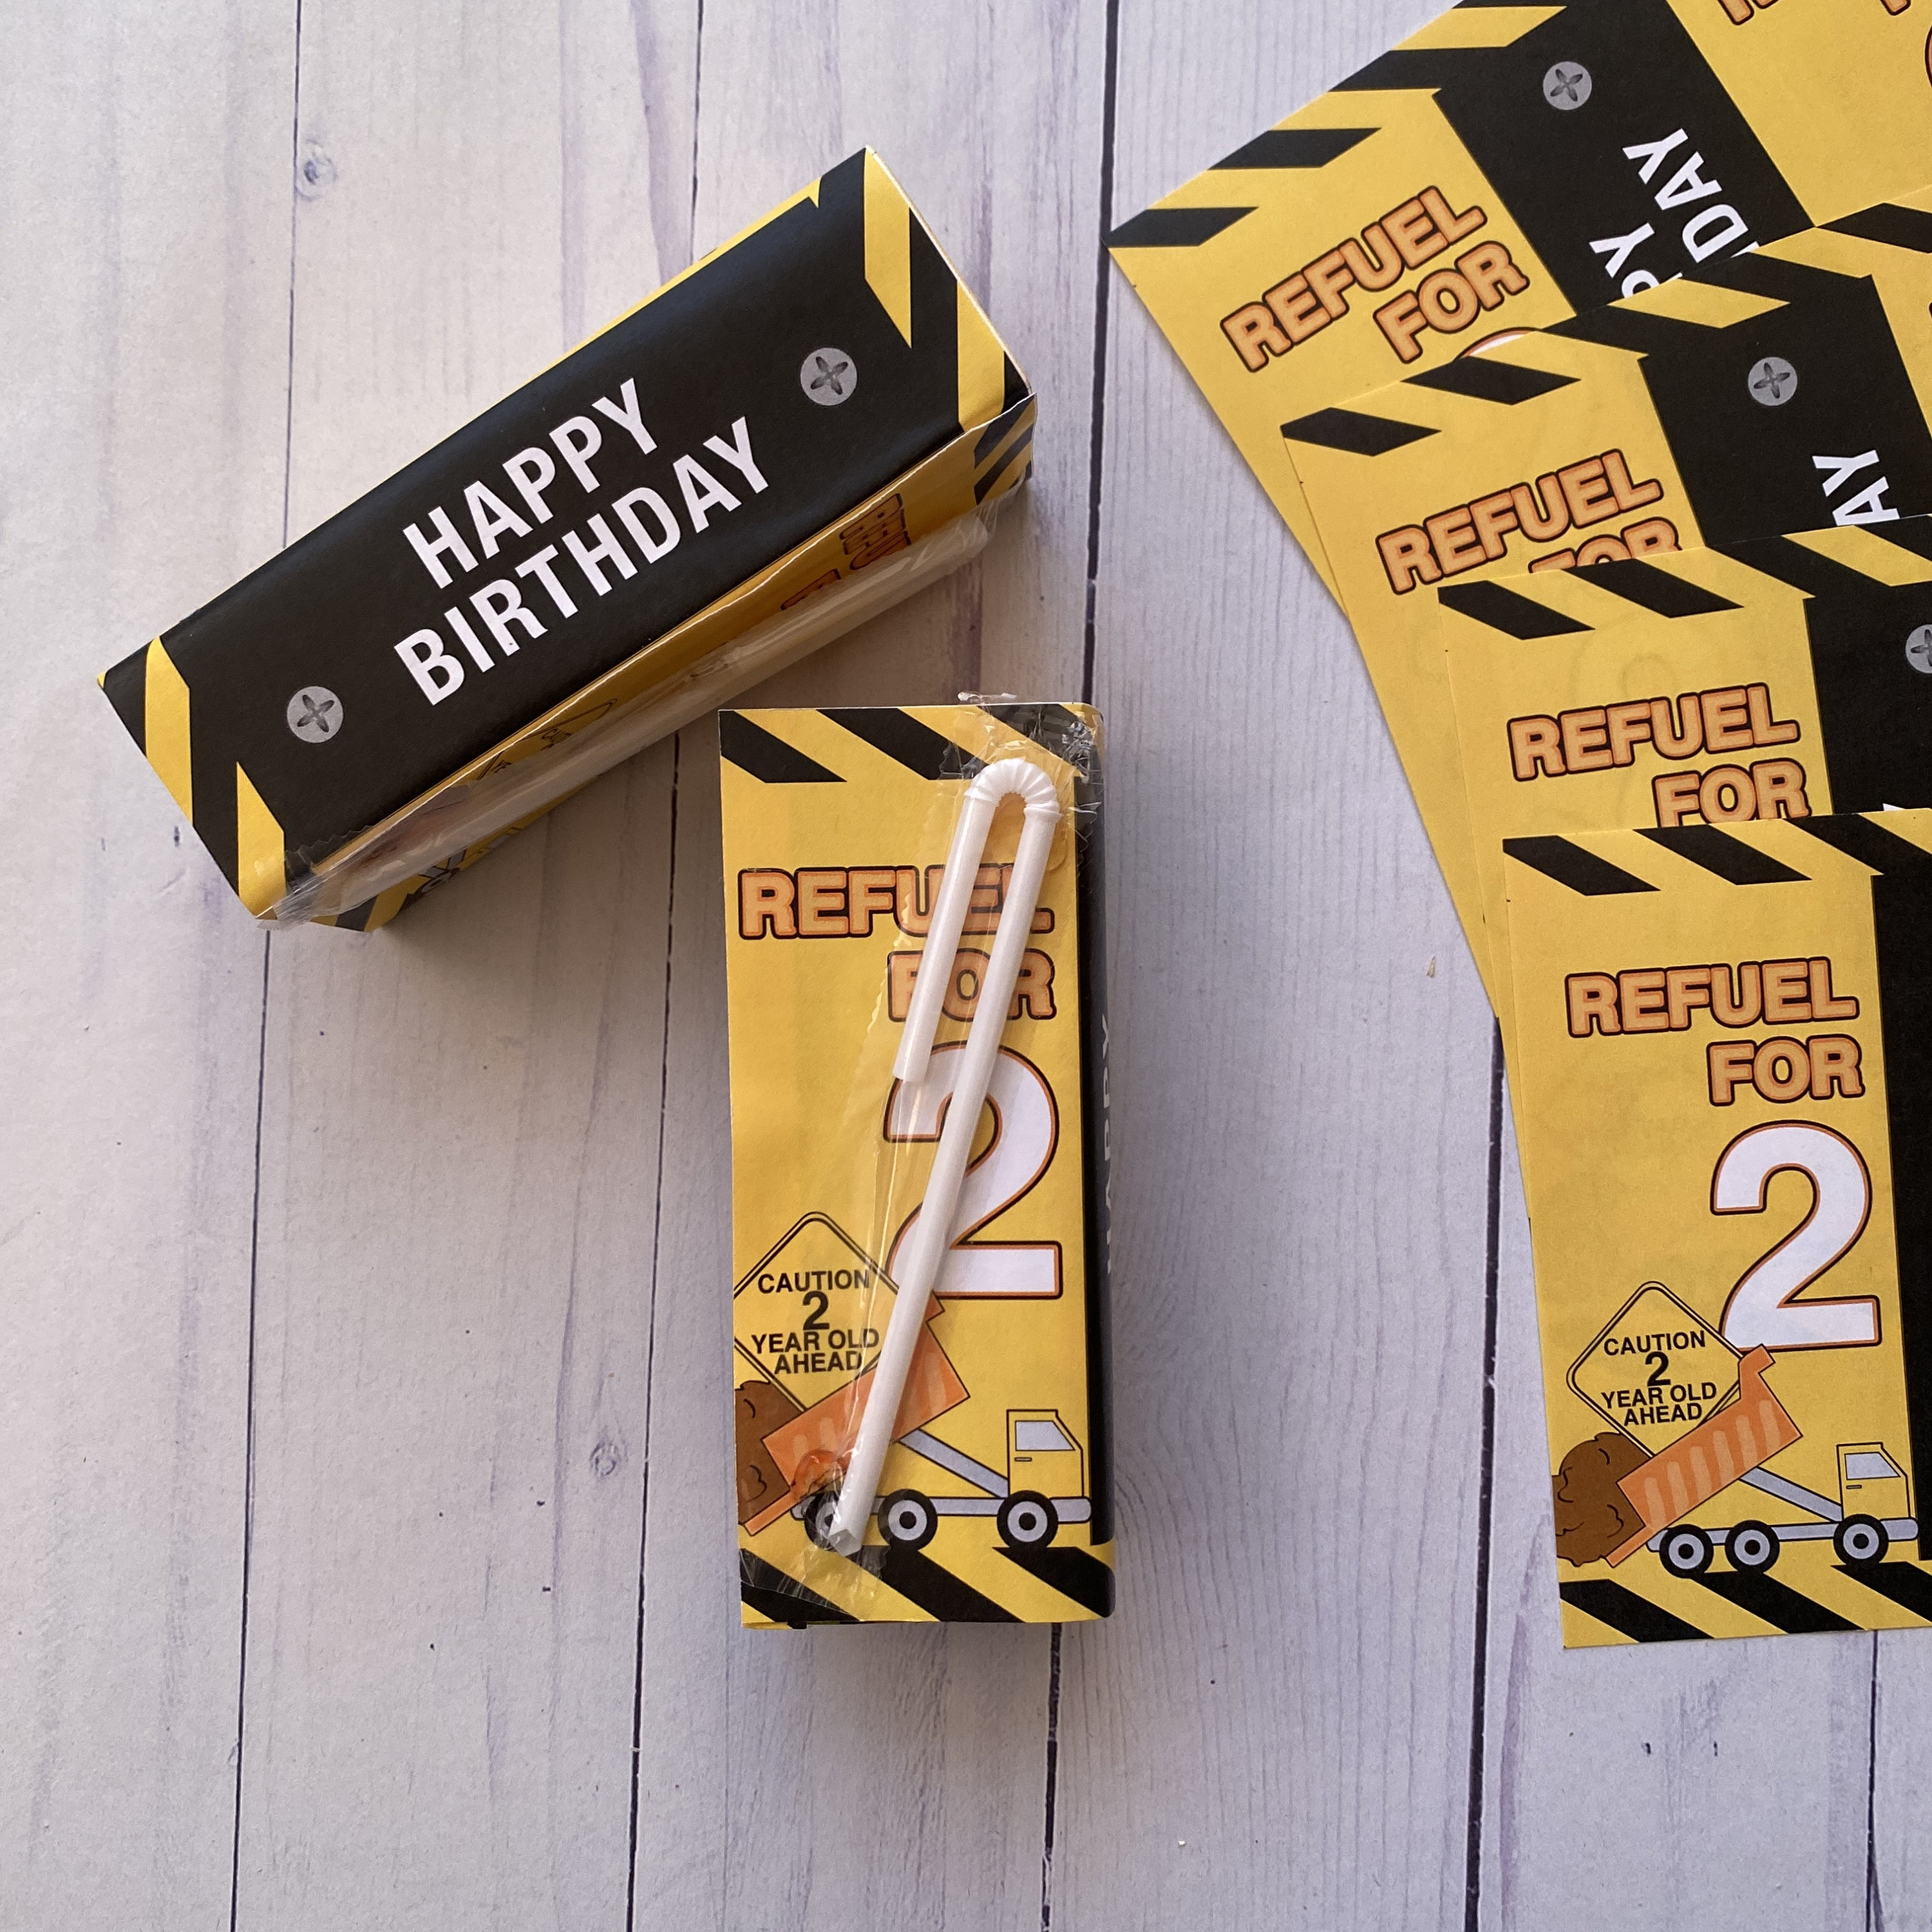 HAPPY
BIRTHDAY
REFUEL
FOR
2
CAUTION
2
YEAR OLD
AHEAD
HAPPY
REFUEL
FOR
REFUEL
FOR
REFUEL
FOR
REFUEL
FOR
2
CAUTION
2
YEAR OLD
AHEAD